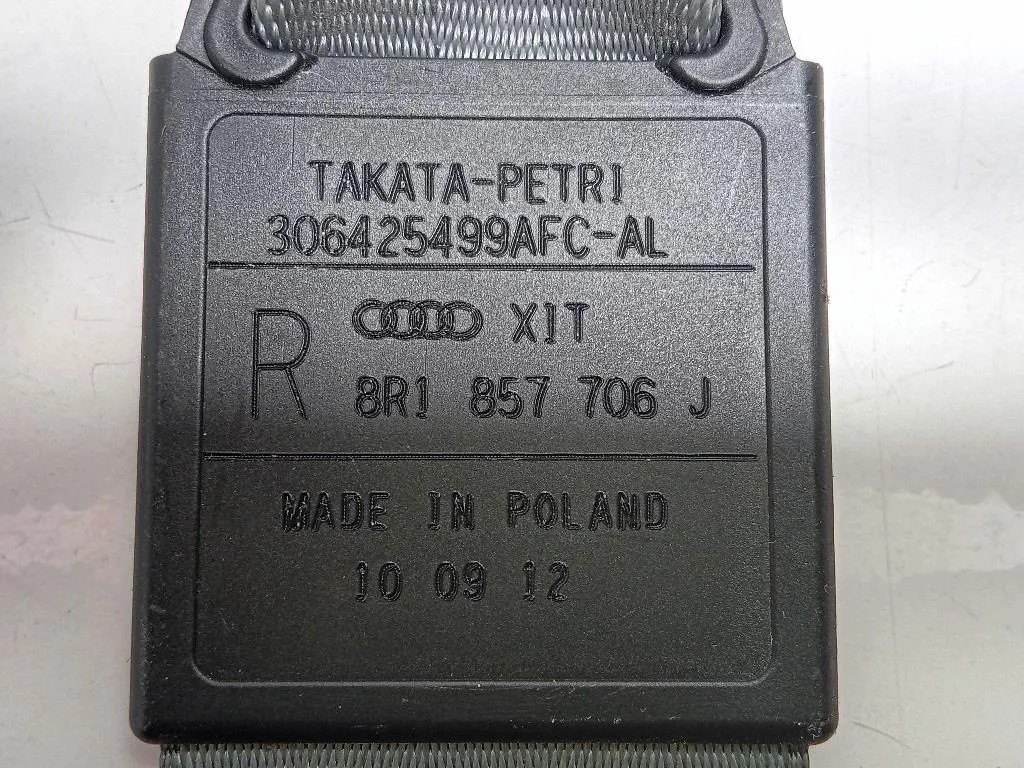 TAKATA-PETRI
306425499AFC-AL
R XIT
8R1 857 706 J
MADE IN POLAND
10 09 12